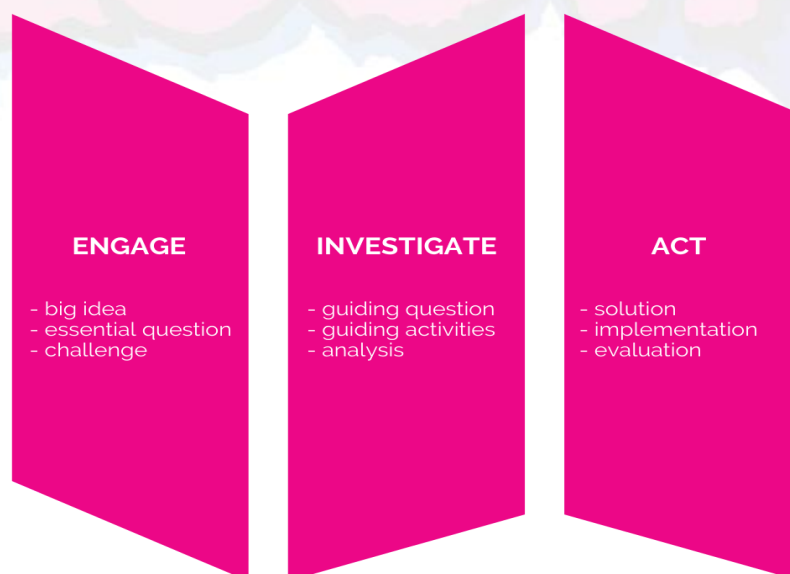 ENGAGE
- big idea
- essential question
- challenge
INVESTIGATE
- guiding question
- guiding activities
- analysis
ACT
- solution
- implementation
- evaluation